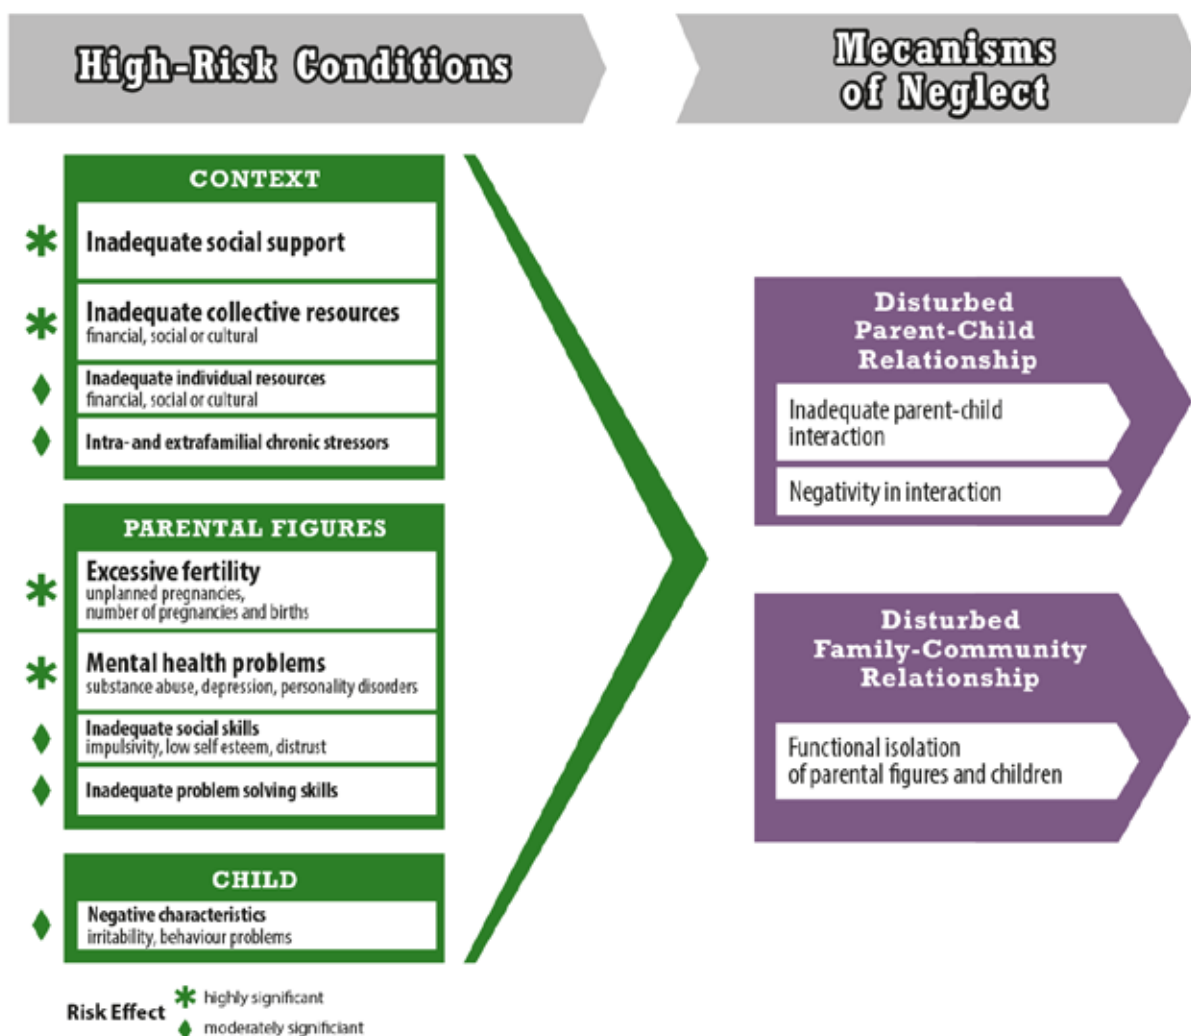 High-Risk Conditions
Mecanisms
of Neglect
CONTEXT
Inadequate social support
Inadequate collective resources
financial, social or cultural
Inadequate individual resources
financial, social or cultural
Intra- and extrafamilial chronic stressors
PARENTAL FIGURES
Excessive fertility
unplanned pregnancies,
number of pregnancies and births
Mental health problems
substance abuse, depression, personality disorders
Inadequate social skills
impulsivity, low self esteem, distrust
Inadequate problem solving skills
CHILD
Negative characteristics
irritability, behaviour problems
Risk Effect
highly significant
moderately significiant
Disturbed
Parent-Child
Relationship
Inadequate parent-child
interaction
Negativity in interaction
Disturbed
Family-Community
Relationship
Functional isolation
of parental figures and children